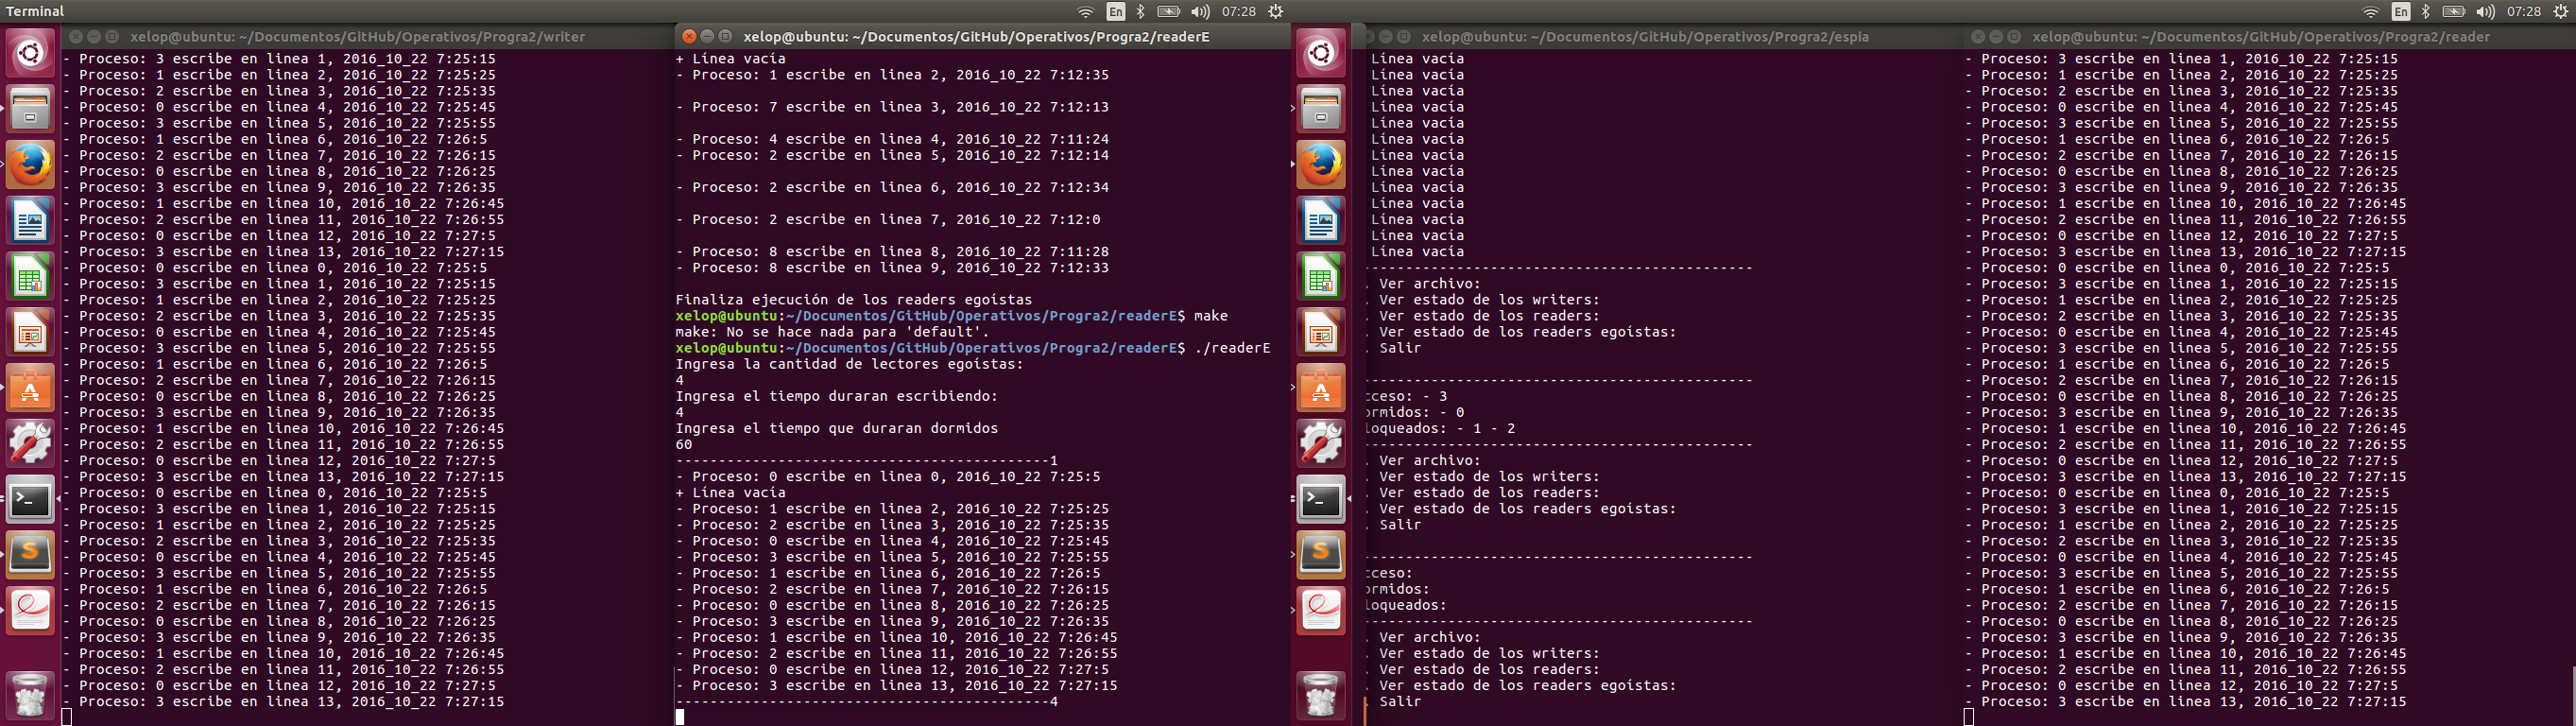 Terminal
En
07:28
En
07:28
xelop@ubuntu: ~/Documentos/GitHub/Operativos/Progra2/writer
- Proceso: 3 escribe en linea 1, 2016_10_22 7:25:15
- Proceso: 1 escribe en linea 2, 2016_10_22 7:25:25
- Proceso: 2 escribe en linea 3, 2016_10_22 7:25:35
- Proceso: 0 escribe en linea 4, 2016_10_22 7:25:45
- Proceso: 3 escribe en linea 5, 2016_10_22 7:25:55
- Proceso: 1 escribe en linea 6, 2016_10_22 7:26:5
- Proceso: 2 escribe en linea 7, 2016_10_22 7:26:15
- Proceso: 0 escribe en linea 8, 2016_10_22 7:26:25
- Proceso: 3 escribe en linea 9, 2016_10_22 7:26:35
- Proceso: 1 escribe en linea 10, 2016_10_22 7:26:45
- Proceso: 2 escribe en linea 11, 2016_10_22 7:26:55
- Proceso: 0 escribe en linea 12, 2016_10_22 7:27:5
- Proceso: 3 escribe en linea 13, 2016_10_22 7:27:15
- Proceso: 0 escribe en linea 0, 2016_10_22 7:25:5
- Proceso: 3 escribe en linea 1, 2016_10_22 7:25:15
- Proceso: 1 escribe en linea 2, 2016_10_22 7:25:25
- Proceso: 2 escribe en linea 3, 2016_10_22 7:25:35
- Proceso: 0 escribe en linea 4, 2016_10_22 7:25:45
- Proceso: 3 escribe en linea 5, 2016_10_22 7:25:55
- Proceso: 1 escribe en linea 6, 2016_10_22 7:26:5
- Proceso: 2 escribe en linea 7, 2016_10_22 7:26:15
- Proceso: 0 escribe en linea 8, 2016_10_22 7:26:25
- Proceso: 3 escribe en linea 9, 2016_10_22 7:26:35
- Proceso: 1 escribe en linea 10, 2016_10_22 7:26:45
- Proceso: 2 escribe en linea 11, 2016_10_22 7:26:55
- Proceso: 0 escribe en linea 12, 2016_10_22 7:27:5
- Proceso: 3 escribe en linea 13, 2016_10_22 7:27:15
- Proceso: 0 escribe en linea 0, 2016_10_22 7:25:5
- Proceso: 3 escribe en linea 1, 2016_10_22 7:25:15
- Proceso: 1 escribe en linea 2, 2016_10_22 7:25:25
- Proceso: 2 escribe en linea 3, 2016_10_22 7:25:35
- Proceso: 0 escribe en linea 4, 2016_10_22 7:25:45
- Proceso: 3 escribe en linea 5, 2016_10_22 7:25:55
- Proceso: 1 escribe en linea 6, 2016_10_22 7:26:5
- Proceso: 2 escribe en linea 7, 2016_10_22 7:26:15
- Proceso: 0 escribe en linea 8, 2016_10_22 7:26:25
- Proceso: 3 escribe en linea 9, 2016_10_22 7:26:35
- Proceso: 1 escribe en linea 10, 2016_10_22 7:26:45
- Proceso: 2 escribe en linea 11, 2016_10_22 7:26:55
- Proceso: 0 escribe en linea 12, 2016_10_22 7:27:5
- Proceso: 3 escribe en linea 13, 2016_10_22 7:27:15
xelop@ubuntu: ~/Documentos/GitHub/Operativos/Progra2/readerE
+ Línea vacía
- Proceso: 1 escribe en linea 2, 2016_10_22 7:12:35
- Proceso: 7 escribe en linea 3, 2016_10_22 7:12:13
- Proceso: 4 escribe en linea 4, 2016_10_22 7:11:24
- Proceso: 2 escribe en linea 5, 2016_10_22 7:12:14
- Proceso: 2 escribe en linea 6, 2016_10_22 7:12:34
- Proceso: 2 escribe en linea 7, 2016_10_22 7:12:0
- Proceso: 8 escribe en linea 8, 2016_10_22 7:11:28
- Proceso: 8 escribe en linea 9, 2016_10_22 7:12:33
Finaliza ejecución de los readers egoístas
xelop@ubuntu:~/Documentos/GitHub/Operativos/Progra2/readerE$ make
make: No se hace nada para 'default'.
xelop@ubuntu:~/Documentos/GitHub/Operativos/Progra2/readerE$ ./readerE
Ingresa la cantidad de lectores egoístas:
4
Ingresa el tiempo duraran escribiendo:
4
Ingresa el tiempo que duraran dormidos
60
--------------------------------------------1
- Proceso: 0 escribe en linea 0, 2016_10_22 7:25:5
+ Línea vacía
- Proceso: 1 escribe en linea 2, 2016_10_22 7:25:25
- Proceso: 2 escribe en linea 3, 2016_10_22 7:25:35
- Proceso: 0 escribe en linea 4, 2016_10_22 7:25:45
- Proceso: 3 escribe en linea 5, 2016_10_22 7:25:55
- Proceso: 1 escribe en linea 6, 2016_10_22 7:26:5
- Proceso: 2 escribe en linea 7, 2016_10_22 7:26:15
- Proceso: 0 escribe en linea 8, 2016_10_22 7:26:25
- Proceso: 3 escribe en linea 9, 2016_10_22 7:26:35
- Proceso: 1 escribe en linea 10, 2016_10_22 7:26:45
- Proceso: 2 escribe en linea 11, 2016_10_22 7:26:55
- Proceso: 0 escribe en linea 12, 2016_10_22 7:27:5
- Proceso: 3 escribe en linea 13, 2016_10_22 7:27:15
--------------------------------------------4
xelop@ubuntu: ~/Documentos/GitHub/Operativos/Progra2/espia
Línea vacía
Línea vacía
Línea vacía
Línea vacía
Línea vacía
Línea vacía
Línea vacía
Línea vacía
Línea vacía
Línea vacía
Línea vacía
Línea vacía
Línea vacía
----------------------------------------------
. Ver archivo:
. Ver estado de los writers:
. Ver estado de los readers:
. Ver estado de los readers egoístas:
. Salir
----------------------------------------------
cceso: - 3
ormidos: - 0
loqueados: - 1 - 2
----------------------------------------------
. Ver archivo:
. Ver estado de los writers:
. Ver estado de los readers:
. Ver estado de los readers egoístas:
. Salir
----------------------------------------------
cceso:
ormidos:
loqueados:
----------------------------------------------
. Ver archivo:
. Ver estado de los writers:
. Ver estado de los readers:
. Ver estado de los readers egoístas:
. Salir
xelop@ubuntu: ~/Documentos/GitHub/Operativos/Progra2/reader
- Proceso: 3 escribe en linea 1, 2016_10_22 7:25:15
- Proceso: 1 escribe en linea 2, 2016_10_22 7:25:25
- Proceso: 2 escribe en linea 3, 2016_10_22 7:25:35
- Proceso: 0 escribe en linea 4, 2016_10_22 7:25:45
- Proceso: 3 escribe en linea 5, 2016_10_22 7:25:55
- Proceso: 1 escribe en linea 6, 2016_10_22 7:26:5
- Proceso: 2 escribe en linea 7, 2016_10_22 7:26:15
- Proceso: 0 escribe en linea 8, 2016_10_22 7:26:25
- Proceso: 3 escribe en linea 9, 2016_10_22 7:26:35
- Proceso: 1 escribe en linea 10, 2016_10_22 7:26:45
- Proceso: 2 escribe en linea 11, 2016_10_22 7:26:55
- Proceso: 0 escribe en linea 12, 2016_10_22 7:27:5
- Proceso: 3 escribe en linea 13, 2016_10_22 7:27:15
- Proceso: 0 escribe en linea 0, 2016_10_22 7:25:5
- Proceso: 3 escribe en linea 1, 2016_10_22 7:25:15
- Proceso: 1 escribe en linea 2, 2016_10_22 7:25:25
- Proceso: 2 escribe en linea 3, 2016_10_22 7:25:35
- Proceso: 0 escribe en linea 4, 2016_10_22 7:25:45
- Proceso: 3 escribe en linea 5, 2016_10_22 7:25:55
- Proceso: 1 escribe en linea 6, 2016_10_22 7:26:5
- Proceso: 2 escribe en linea 7, 2016_10_22 7:26:15
- Proceso: 0 escribe en linea 8, 2016_10_22 7:26:25
- Proceso: 3 escribe en linea 9, 2016_10_22 7:26:35
- Proceso: 1 escribe en linea 10, 2016_10_22 7:26:45
- Proceso: 2 escribe en linea 11, 2016_10_22 7:26:55
- Proceso: 0 escribe en linea 12, 2016_10_22 7:27:5
- Proceso: 3 escribe en linea 13, 2016_10_22 7:27:15
- Proceso: 0 escribe en linea 0, 2016_10_22 7:25:5
- Proceso: 3 escribe en linea 1, 2016_10_22 7:25:15
- Proceso: 1 escribe en linea 2, 2016_10_22 7:25:25
- Proceso: 2 escribe en linea 3, 2016_10_22 7:25:35
- Proceso: 0 escribe en linea 4, 2016_10_22 7:25:45
- Proceso: 3 escribe en linea 5, 2016_10_22 7:25:55
- Proceso: 1 escribe en linea 6, 2016_10_22 7:26:5
- Proceso: 2 escribe en linea 7, 2016_10_22 7:26:15
- Proceso: 0 escribe en linea 8, 2016_10_22 7:26:25
- Proceso: 3 escribe en linea 9, 2016_10_22 7:26:35
- Proceso: 1 escribe en linea 10, 2016_10_22 7:26:45
- Proceso: 2 escribe en linea 11, 2016_10_22 7:26:55
- Proceso: 0 escribe en linea 12, 2016_10_22 7:27:5
- Proceso: 3 escribe en linea 13, 2016_10_22 7:27:15